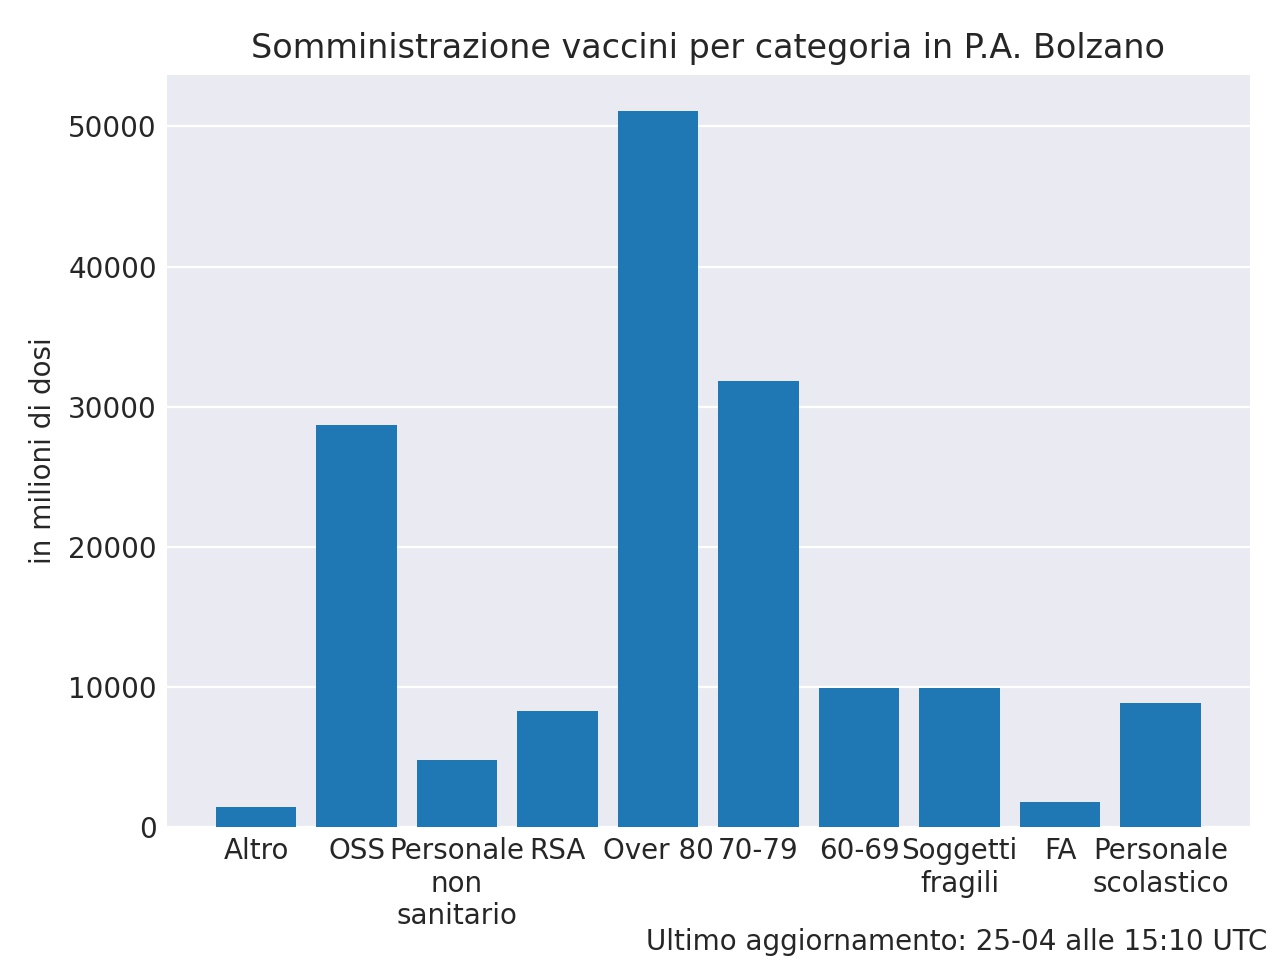 Somministrazione vaccini per categoria in P.A. Bolzano
in milioni di dosi
50000
40000
30000
20000
10000
0
Altro
OSS
Personale
non
sanitario
RSA
Over 80
70-79
60-69
Soggetti
fragili
FA
Personale
scolastico
Ultimo aggiornamento: 25-04 alle 15:10 UTC